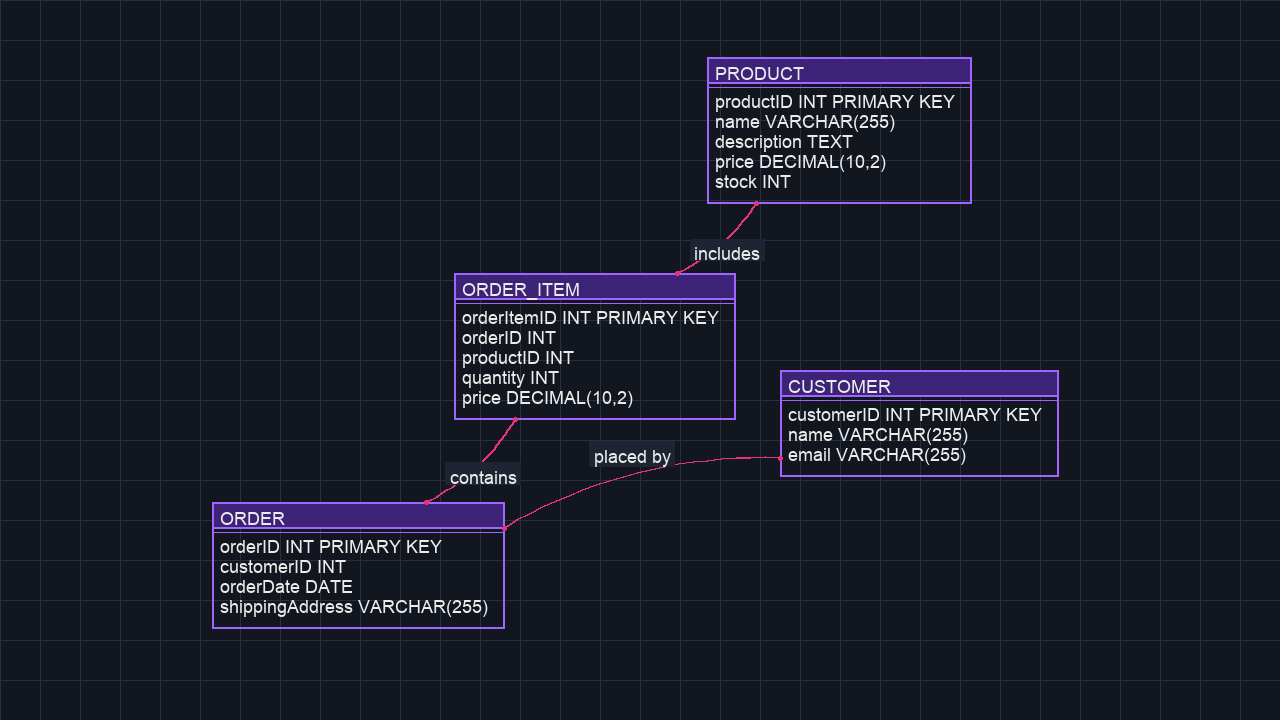 PRODUCT
productID INT PRIMARY KEY
name VARCHAR(255)
description TEXT
price DECIMAL(10,2)
stock INT
includes
ORDER_ITEM
orderItemID INT PRIMARY KEY
orderID INT
productID INT
quantity INT
price DECIMAL(10,2)
CUSTOMER
customerID INT PRIMARY KEY
name VARCHAR(255)
email VARCHAR(255)
placed by
contains
ORDER
orderID INT PRIMARY KEY
customerID INT
orderDate DATE
shippingAddress VARCHAR(255)